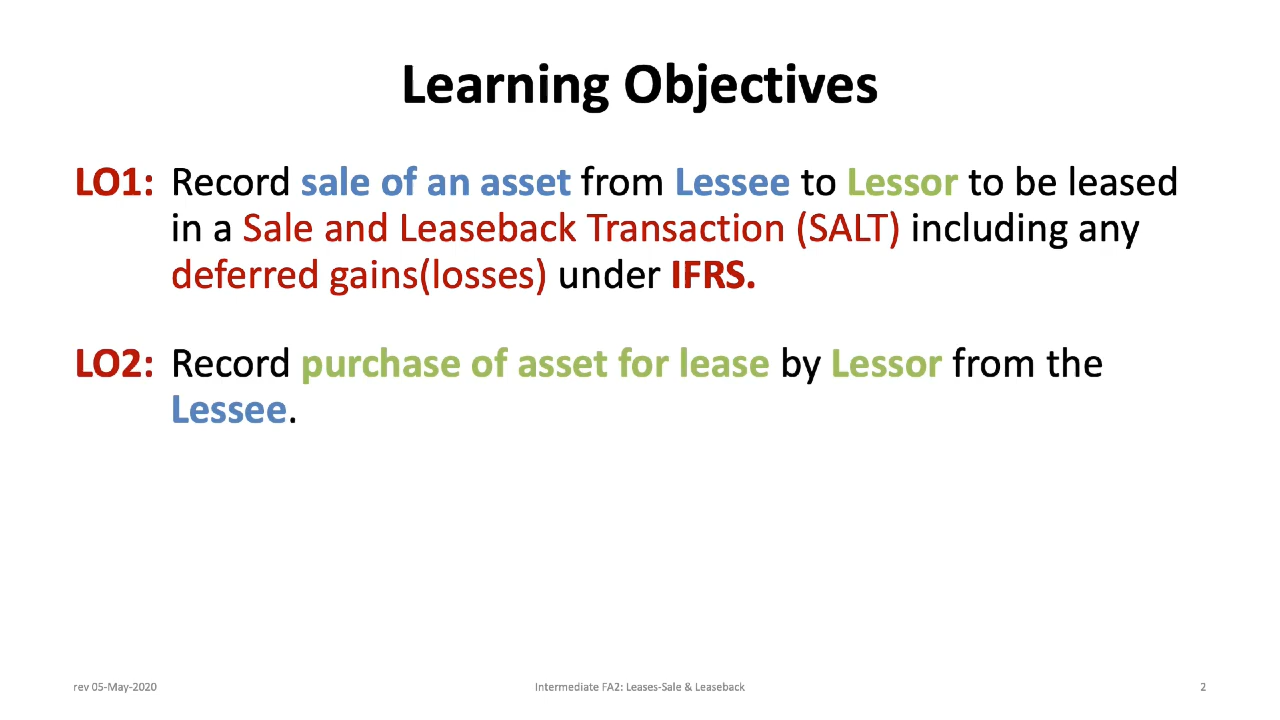 Learning Objectives
LO1: Record sale of an asset from Lessee to Lessor to be leased
in a Sale and Leaseback Transaction (SALT) including any
deferred gains(losses) under IFRS.
LO2: Record purchase of asset for lease by Lessor from the
Lessee.
rev 05-May-2020 Intermediate FA2: Leases-Sale & Leaseback 2